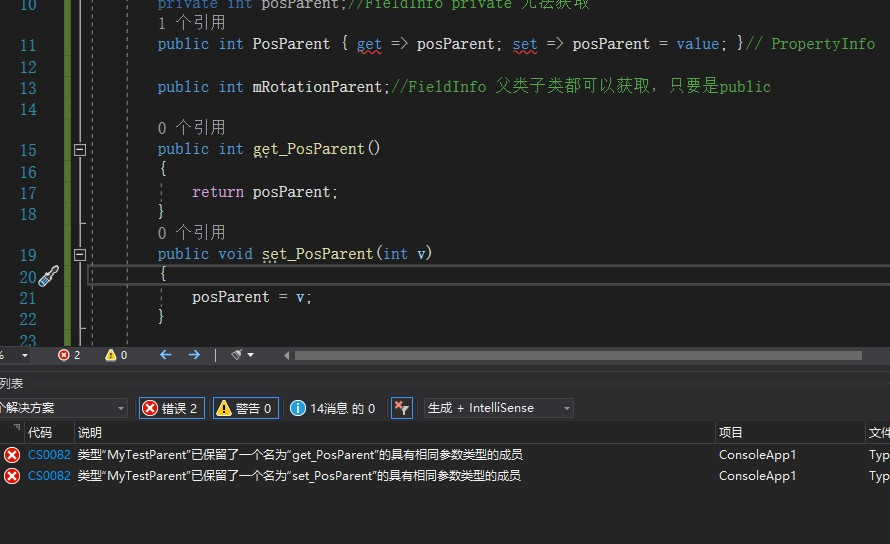 10 private int posParent;//FieldInfo private 无法获取
1 个引用
11 public int PosParent { get => posParent; set => posParent = value; }// PropertyInfo
12
13 public int mRotationParent;//FieldInfo 父类子类都可以获取，只要是public
14
0 个引用
15 public int get_PosParent()
16 {
17 return posParent;
18 }
0 个引用
19 public void set_PosParent(int v)
20 {
21 posParent = v;
22 }
23
% 2 0
列表
个解决方案 错误 2 警告 0 14消息 的 0 生成 + IntelliSense
代码 说明 项目 文件
CS0082 类型“MyTestParent”已保留了一个名为“get_PosParent”的具有相同参数类型的成员 ConsoleApp1 Typ
CS0082 类型“MyTestParent”已保留了一个名为“set_PosParent”的具有相同参数类型的成员 ConsoleApp1 Typ